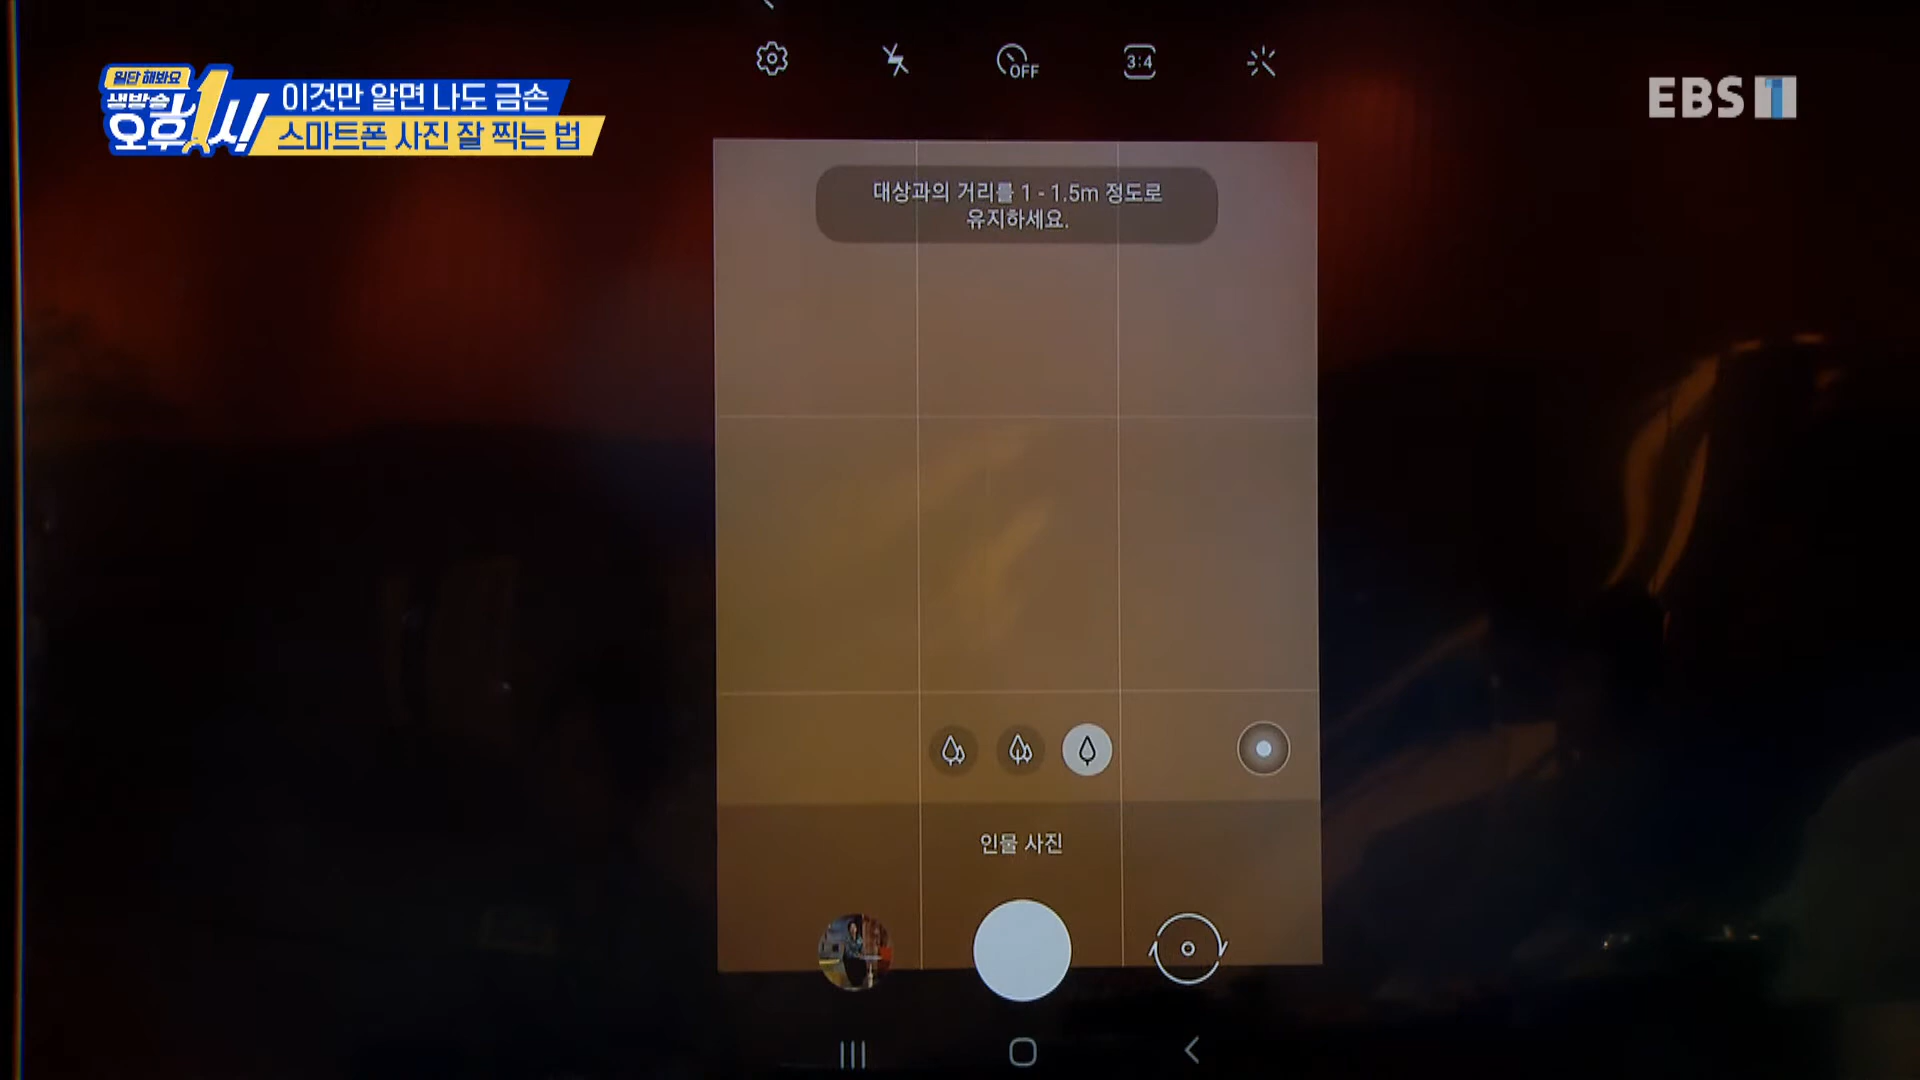 일단 해봐요
생방송
오후1시!
이것만 알면 나도 금손
스마트폰 사진 잘 찍는 법
EBS 1
OFF
3:4
대상과의 거리를 1 - 1.5m 정도로
유지하세요.
인물 사진